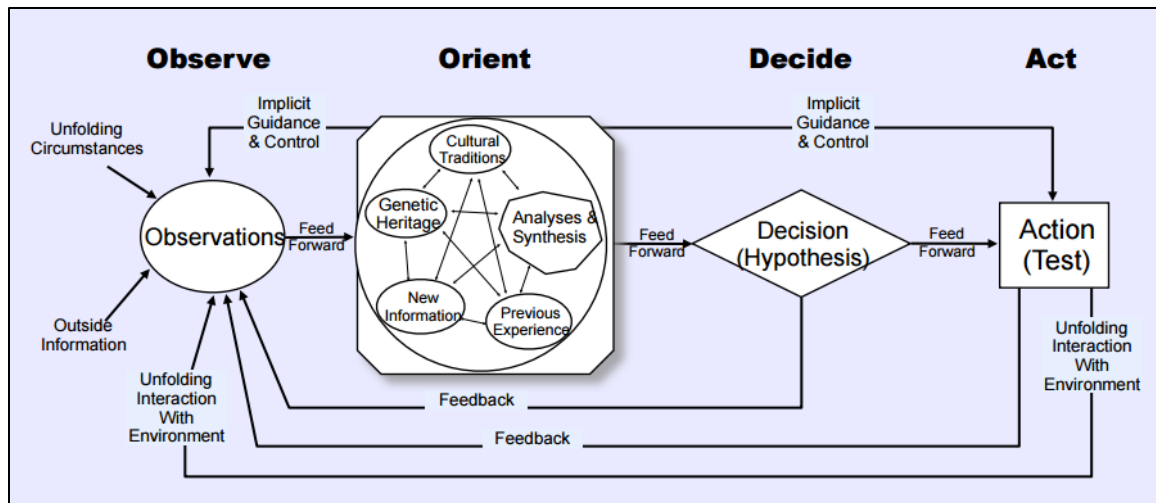 Observe
Orient
Decide
Act
Implicit
Guidance
& Control
Implicit
Guidance
& Control
Unfolding
Circumstances
Cultural
Traditions
Genetic
Heritage
Analyses &
Synthesis
Observations
Feed
Forward
Feed
Forward
Decision
(Hypothesis)
Feed
Forward
Action
(Test)
New
Information
Previous
Experience
Outside
Information
Unfolding
Interaction
With
Environment
Unfolding
Interaction
With
Environment
Feedback
Feedback